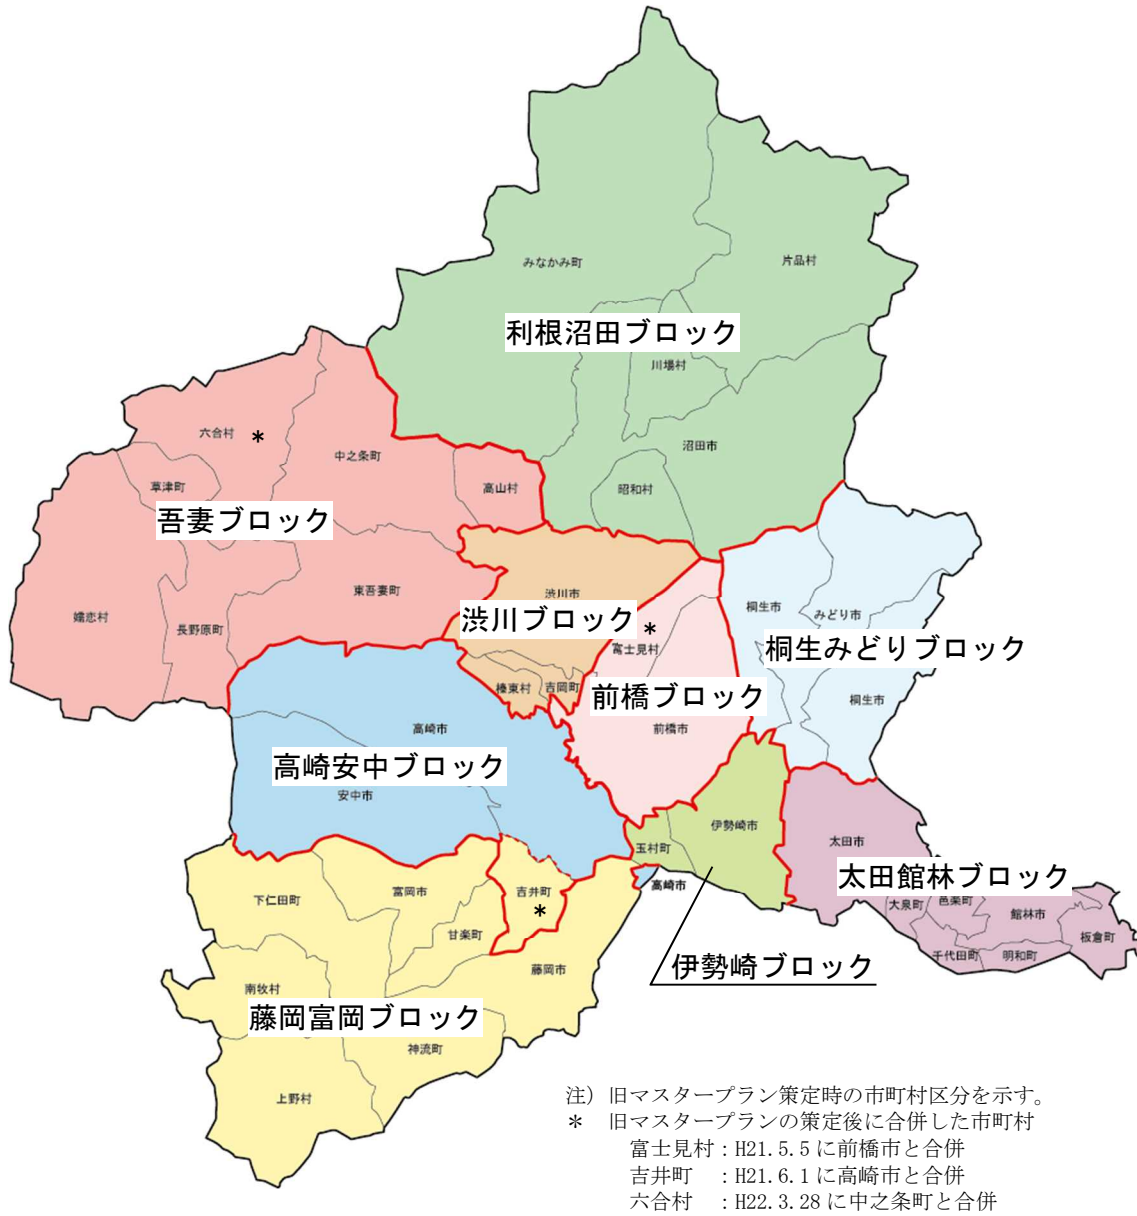 みなかみ町
片品村
利根沼田ブロック
川場村
六合村 *
中之条町
沼田市
草津町
高山村
昭和村
吾妻ブロック
東吾妻町
渋川市
嬬恋村
長野原町
渋川ブロック
*
富士見村
桐生市
みどり市
桐生みどりブロック
榛東村
吉岡町
前橋ブロック
桐生市
高崎市
前橋市
高崎安中ブロック
安中市
伊勢崎市
玉村町
太田市
下仁田町
富岡市
吉井町
*
高崎市
太田館林ブロック
大泉町
邑楽町
館林市
甘楽町
板倉町
千代田町
明和町
藤岡市
伊勢崎ブロック
南牧村
藤岡富岡ブロック
神流町
上野村
注) 旧マスタープラン策定時の市町村区分を示す。
* 旧マスタープランの策定後に合併した市町村
富士見村:H21.5.5に前橋市と合併
吉井町 :H21.6.1に高崎市と合併
六合村 :H22.3.28に中之条町と合併